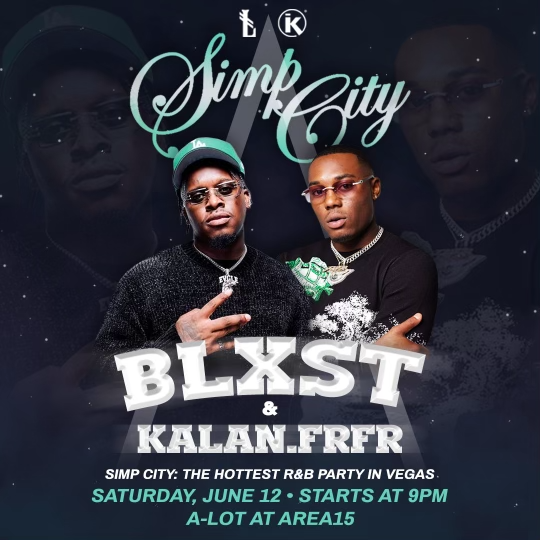 LK
Simp
City
BLXST
&
KALAN.FRFR
SIMP CITY: THE HOTTEST R&B PARTY IN VEGAS
SATURDAY, JUNE 12 • STARTS AT 9PM
A-LOT AT AREA15